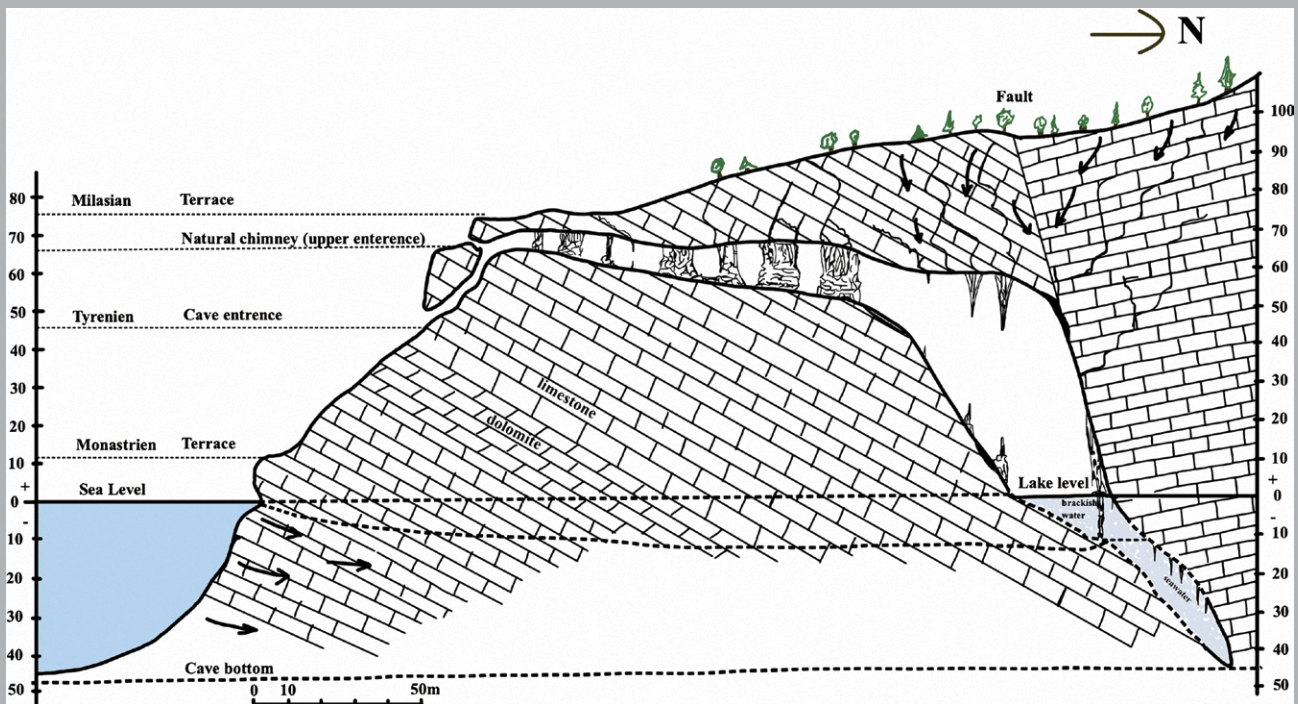 N
Fault
Milasian Terrace
Natural chimney (upper enterence)
Tyrenien Cave entrence
Monastrien Terrace
Sea Level
limestone
dolomite
Lake level
brackish
water
seawater
Cave bottom
80
70
60
50
40
30
20
10
+
0
-
10
20
30
40
50
100
90
80
70
60
50
40
30
20
10
+
0
-
10
20
30
40
50
0 10 50m